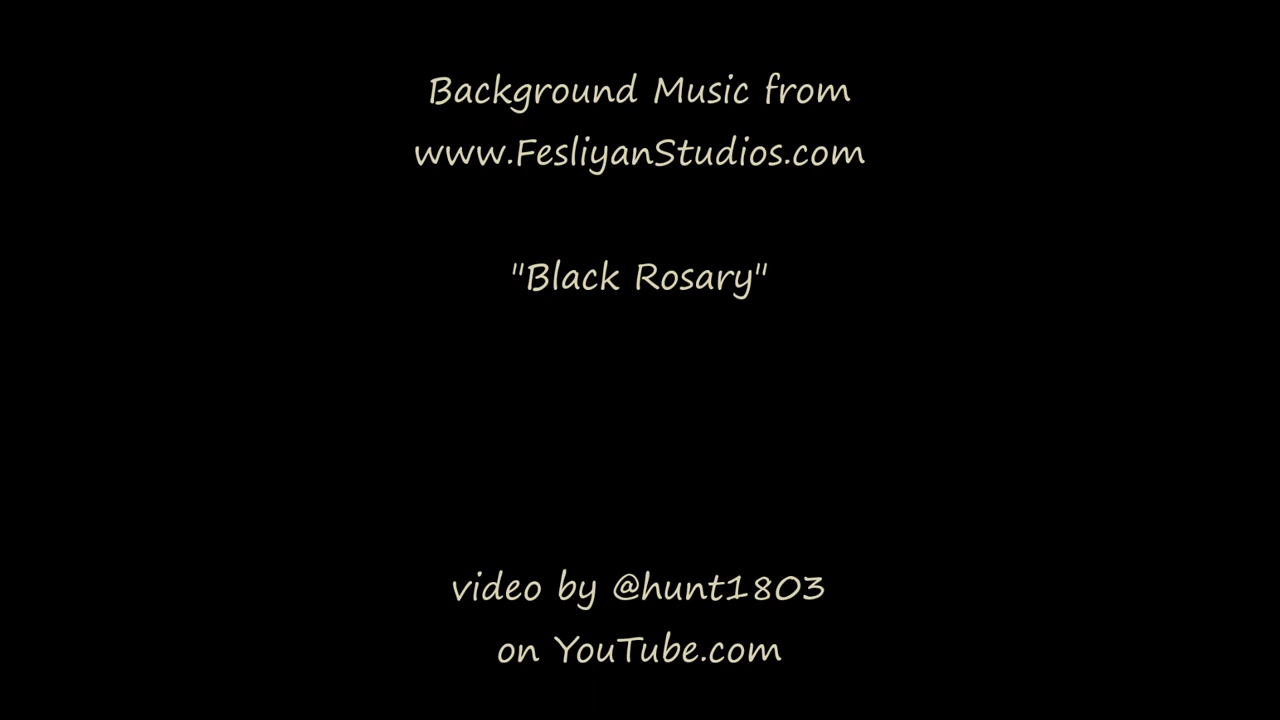 Background Music from
www.FesliyanStudios.com
"Black Rosary"
video by @hunt1803
on YouTube.com